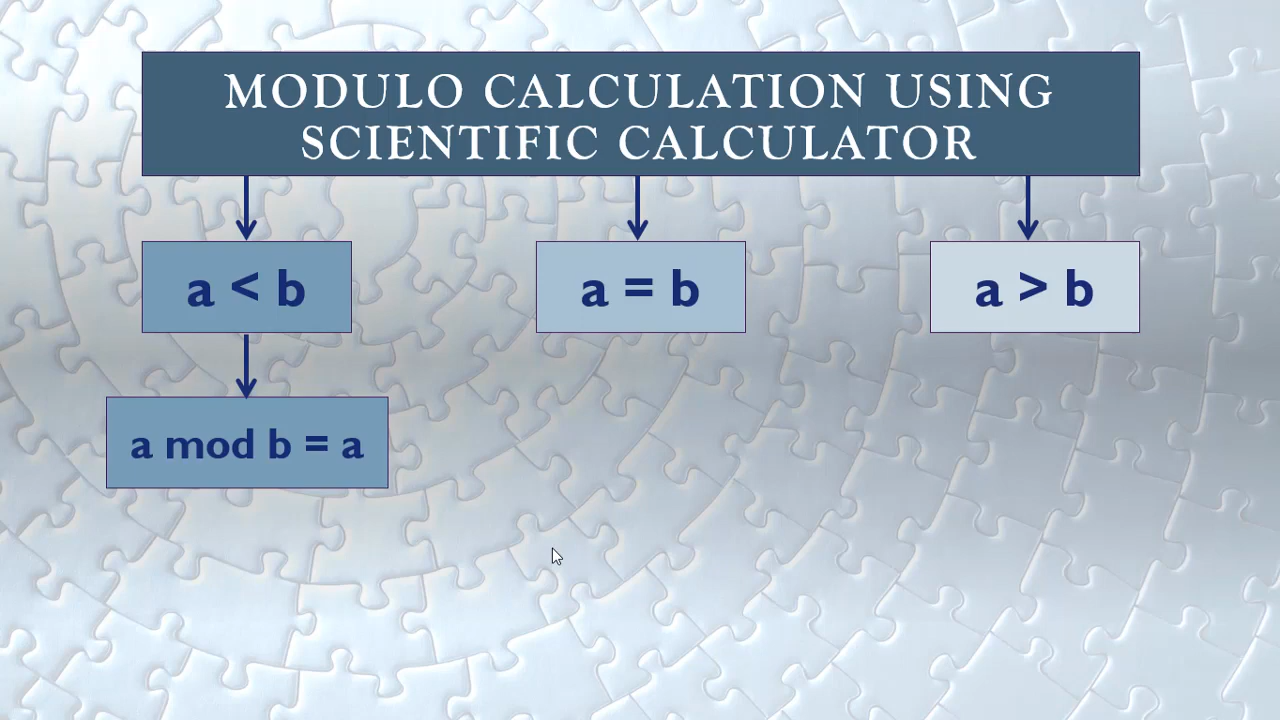 MODULO CALCULATION USING
SCIENTIFIC CALCULATOR
a < b
a = b
a > b
a mod b = a